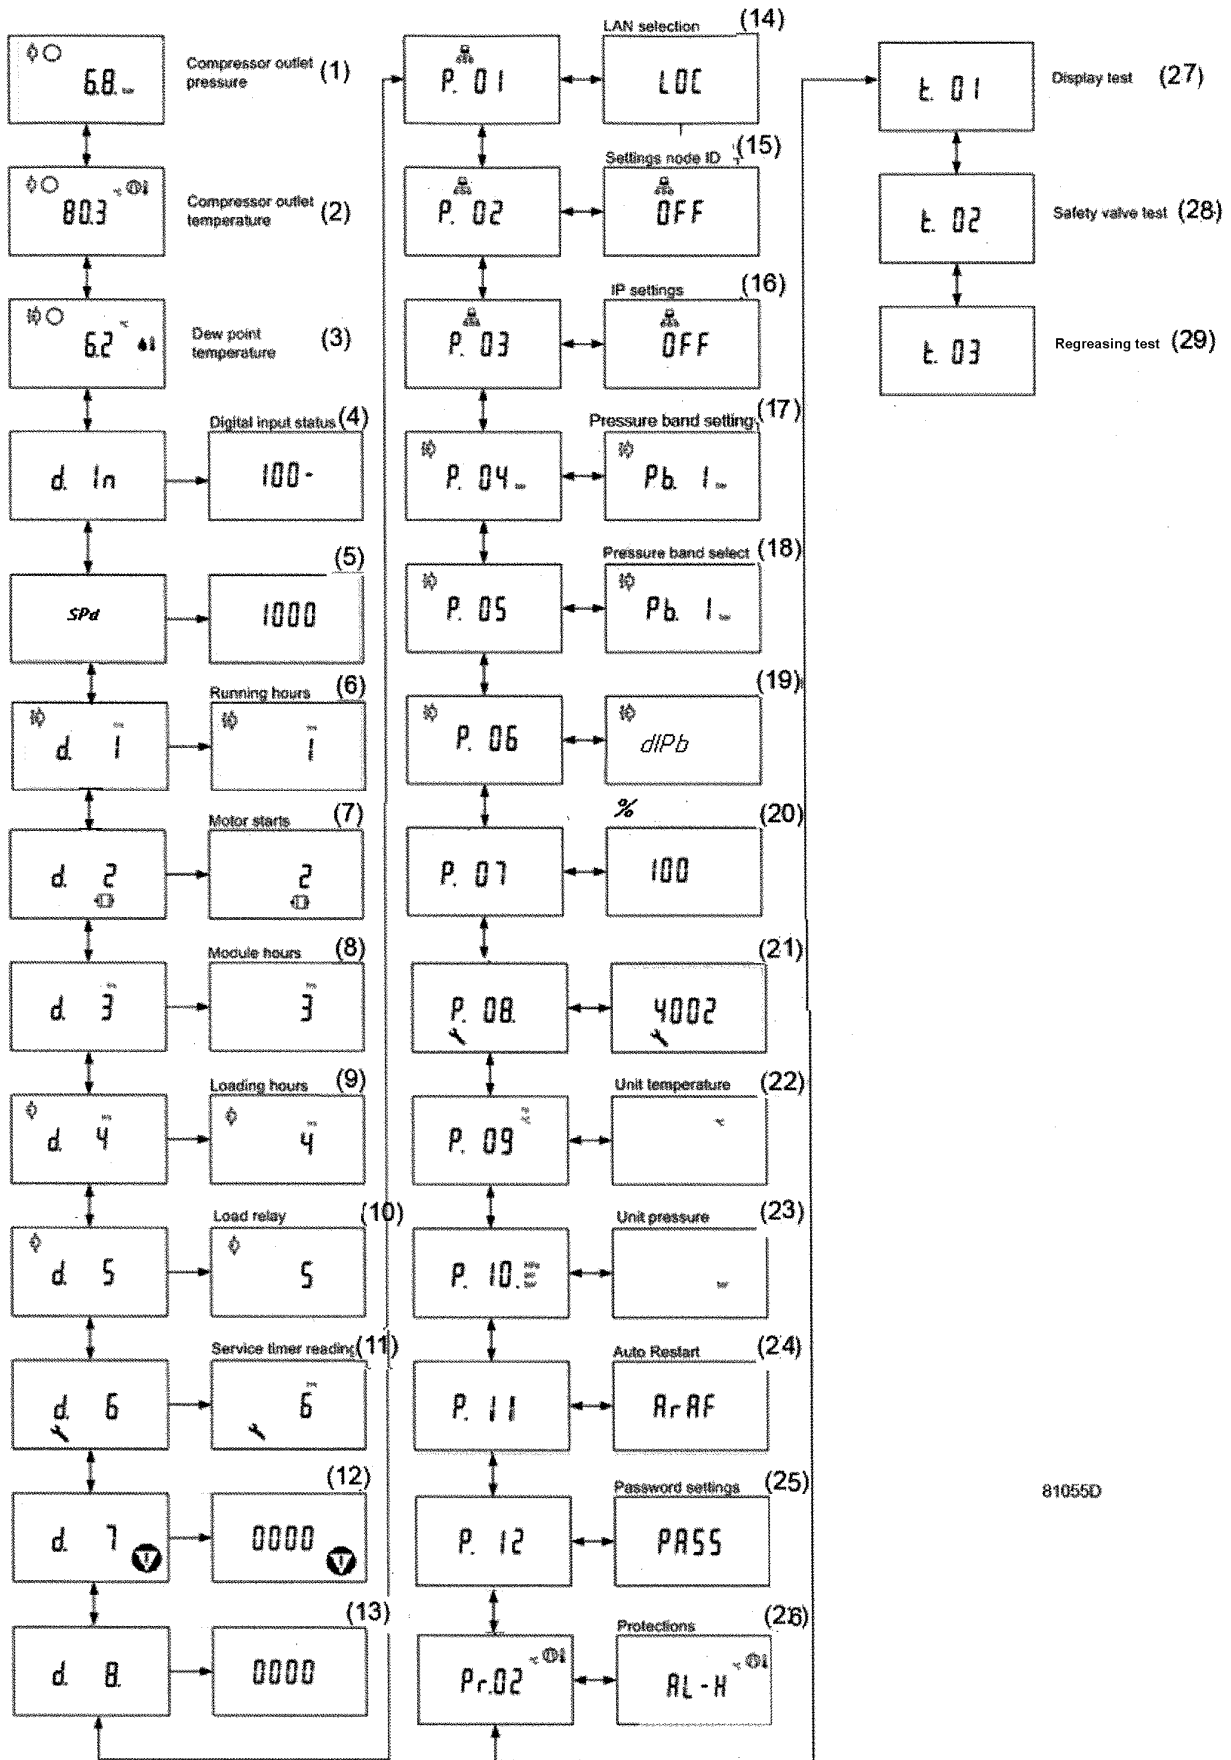 6.8. bar
Compressor outlet
pressure
(1)
80.3 °C
Compressor outlet
temperature
(2)
6.2 °C
Dew point
temperature
(3)
d. In
Digital input status (4)
100-
SPd
(5)
1000
d. 1
Running hours (6)
1
d. 2
Motor starts (7)
2
d. 3
Module hours (8)
3
d. 4
Loading hours (9)
4
d. 5
Load relay (10)
5
d. 6
Service timer reading (11)
6
d. 7
(12)
0000
d. 8.
(13)
0000
P. 01
LAN selection (14)
LOC
P. 02
Settings node ID (15)
OFF
P. 03
IP settings (16)
OFF
P. 04
Pressure band setting (17)
Pb. 1
P. 05
Pressure band select (18)
Pb. 1
P. 06
(19)
dIPb
P. 07
% (20)
100
P. 08.
(21)
4002
P. 09
Unit temperature (22)
°C
P. 10.
Unit pressure (23)
bar
P. 11
Auto Restart (24)
ArAF
P. 12
Password settings (25)
PASS
Pr.02 °C
Protections (26)
AL-H °C
t. 01
Display test (27)
t. 02
Safety valve test (28)
t. 03
Regreasing test (29)
81055D